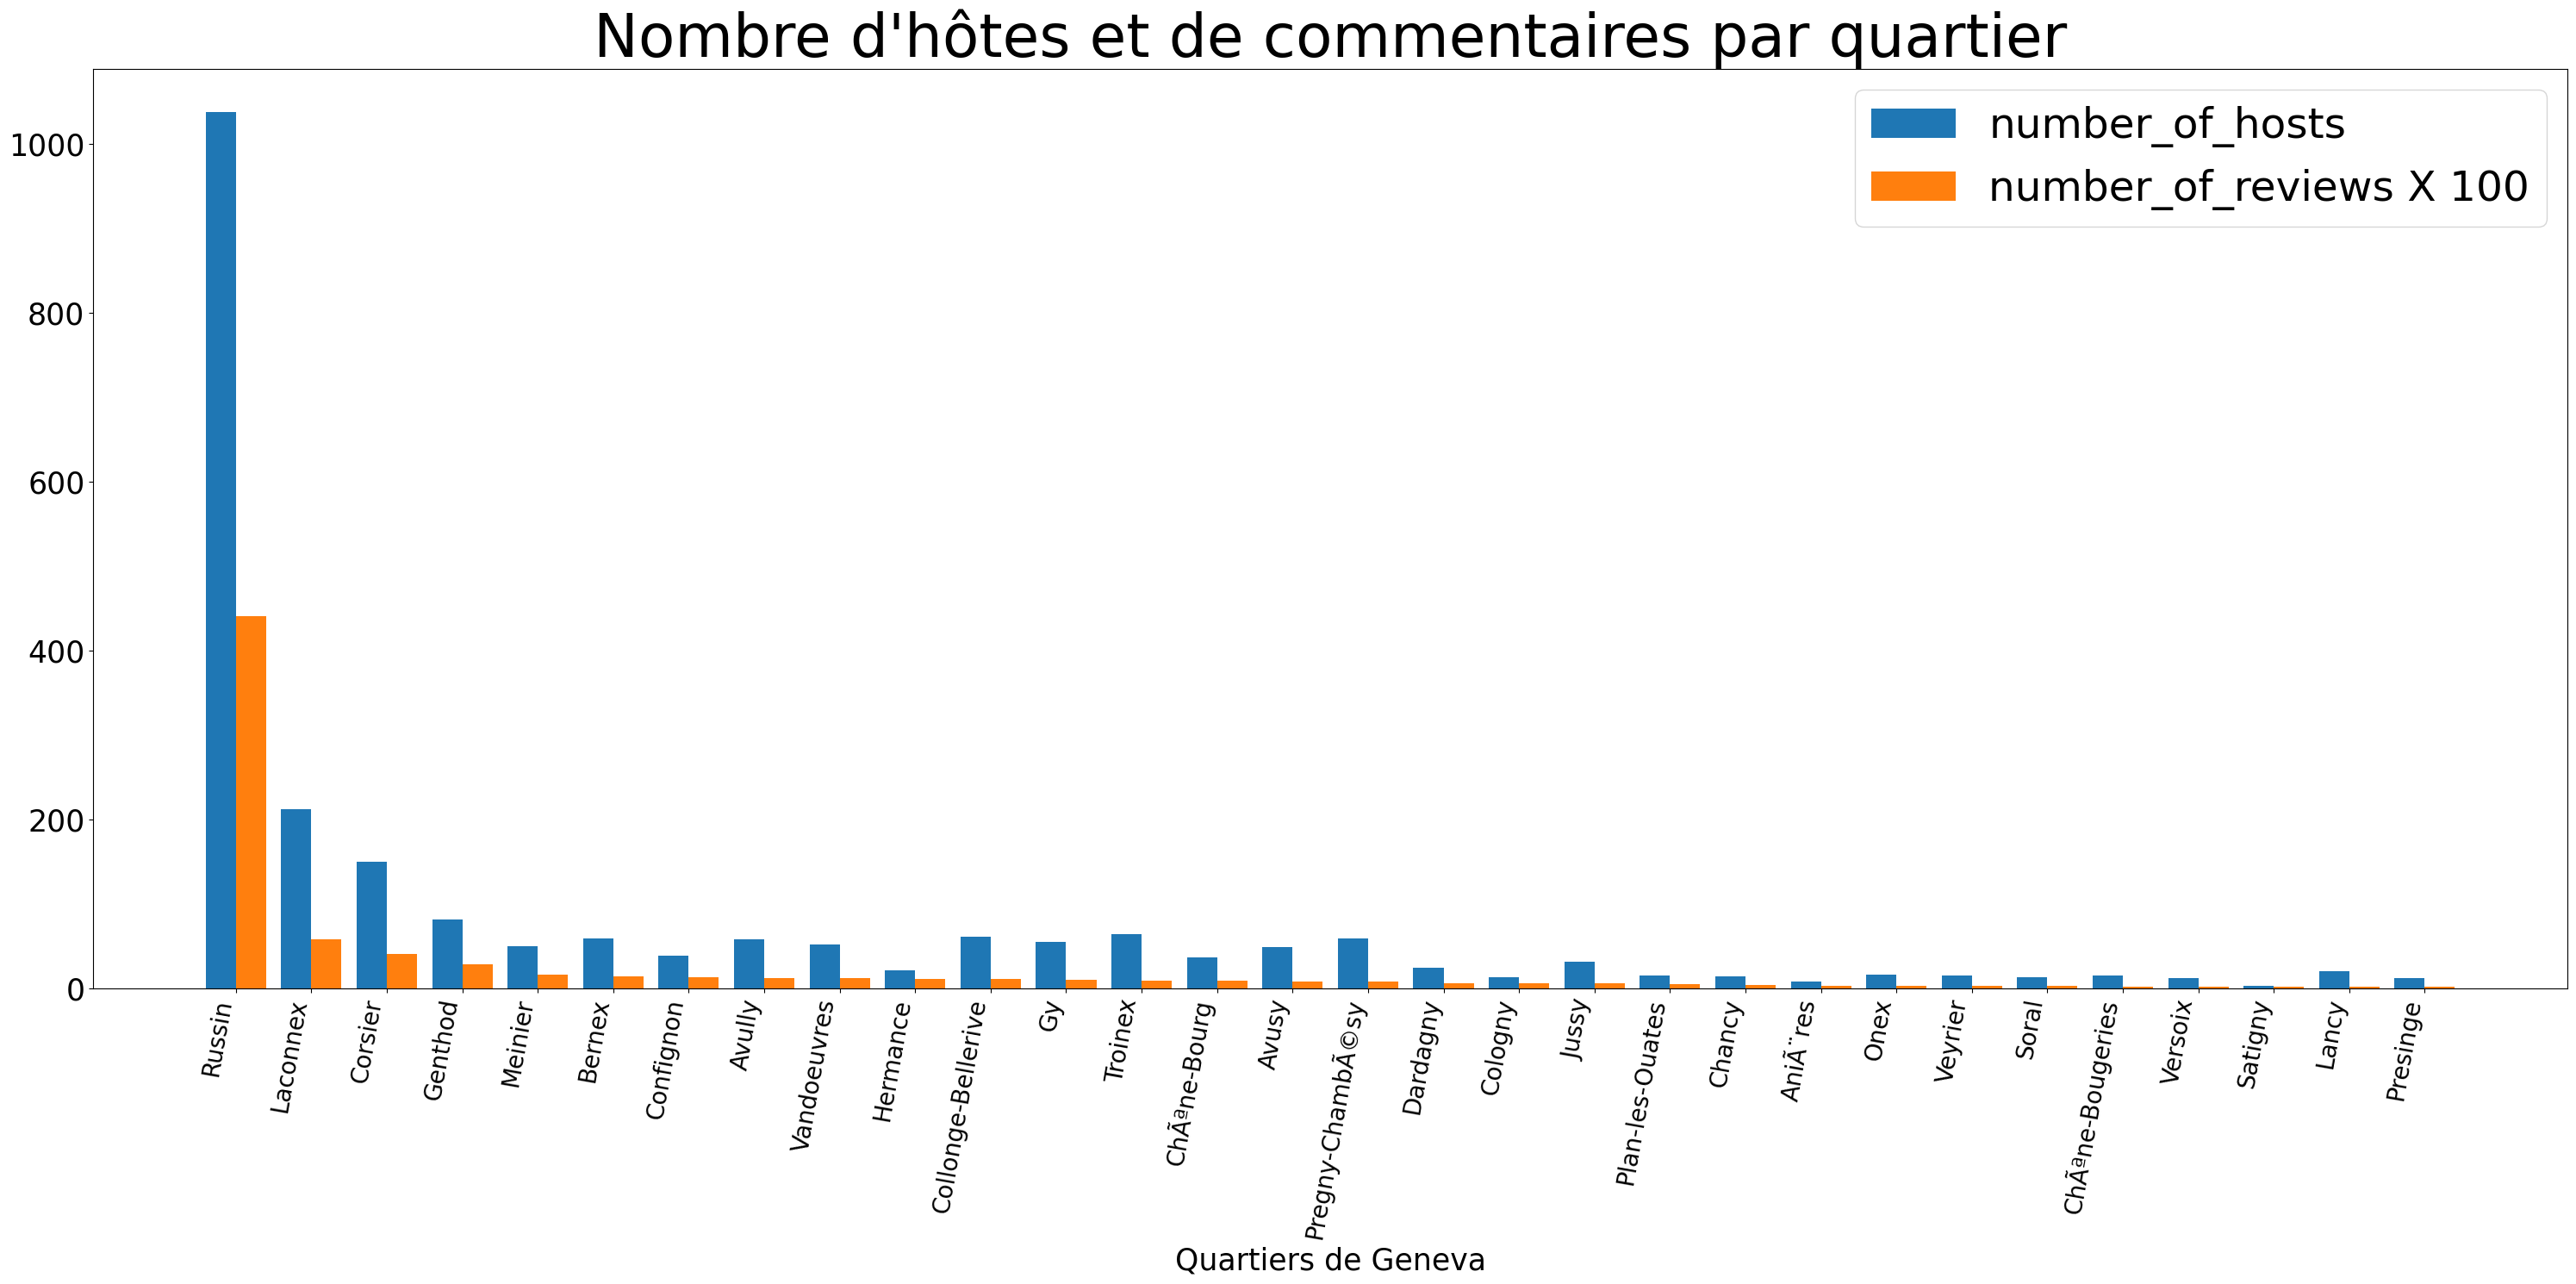 Nombre d'hôtes et de commentaires par quartier
number_of_hosts
number_of_reviews X 100
1000
800
600
400
200
0
Russin
Laconnex
Corsier
Genthod
Meinier
Bernex
Confignon
Avully
Vandoeuvres
Hermance
Collonge-Bellerive
Gy
Troinex
ChÃªne-Bourg
Avusy
Pregny-ChambÃ©sy
Dardagny
Cologny
Jussy
Plan-les-Ouates
Chancy
AniÃ¨res
Onex
Veyrier
Soral
ChÃªne-Bougeries
Versoix
Satigny
Lancy
Presinge
Quartiers de Geneva